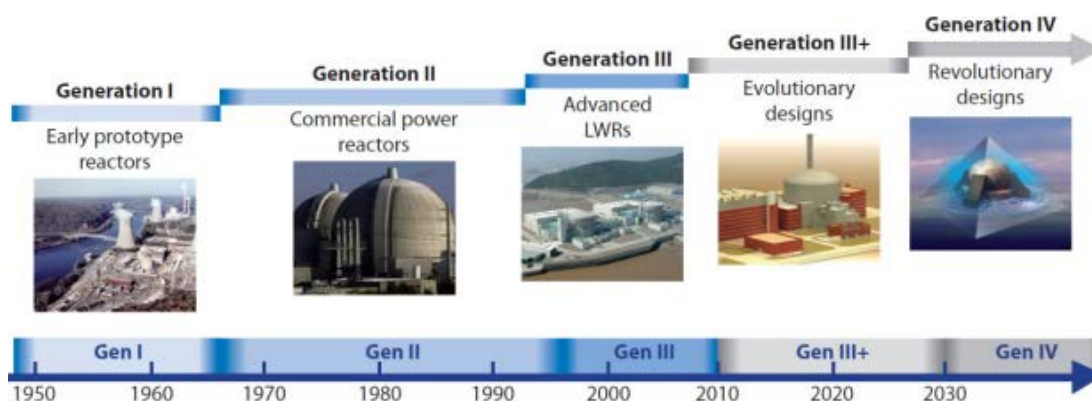 Generation I
Early prototype
reactors
Generation II
Commercial power
reactors
Generation III
Advanced
LWRs
Generation III+
Evolutionary
designs
Generation IV
Revolutionary
designs
Gen I
Gen II
Gen III
Gen III+
Gen IV
1950
1960
1970
1980
1990
2000
2010
2020
2030